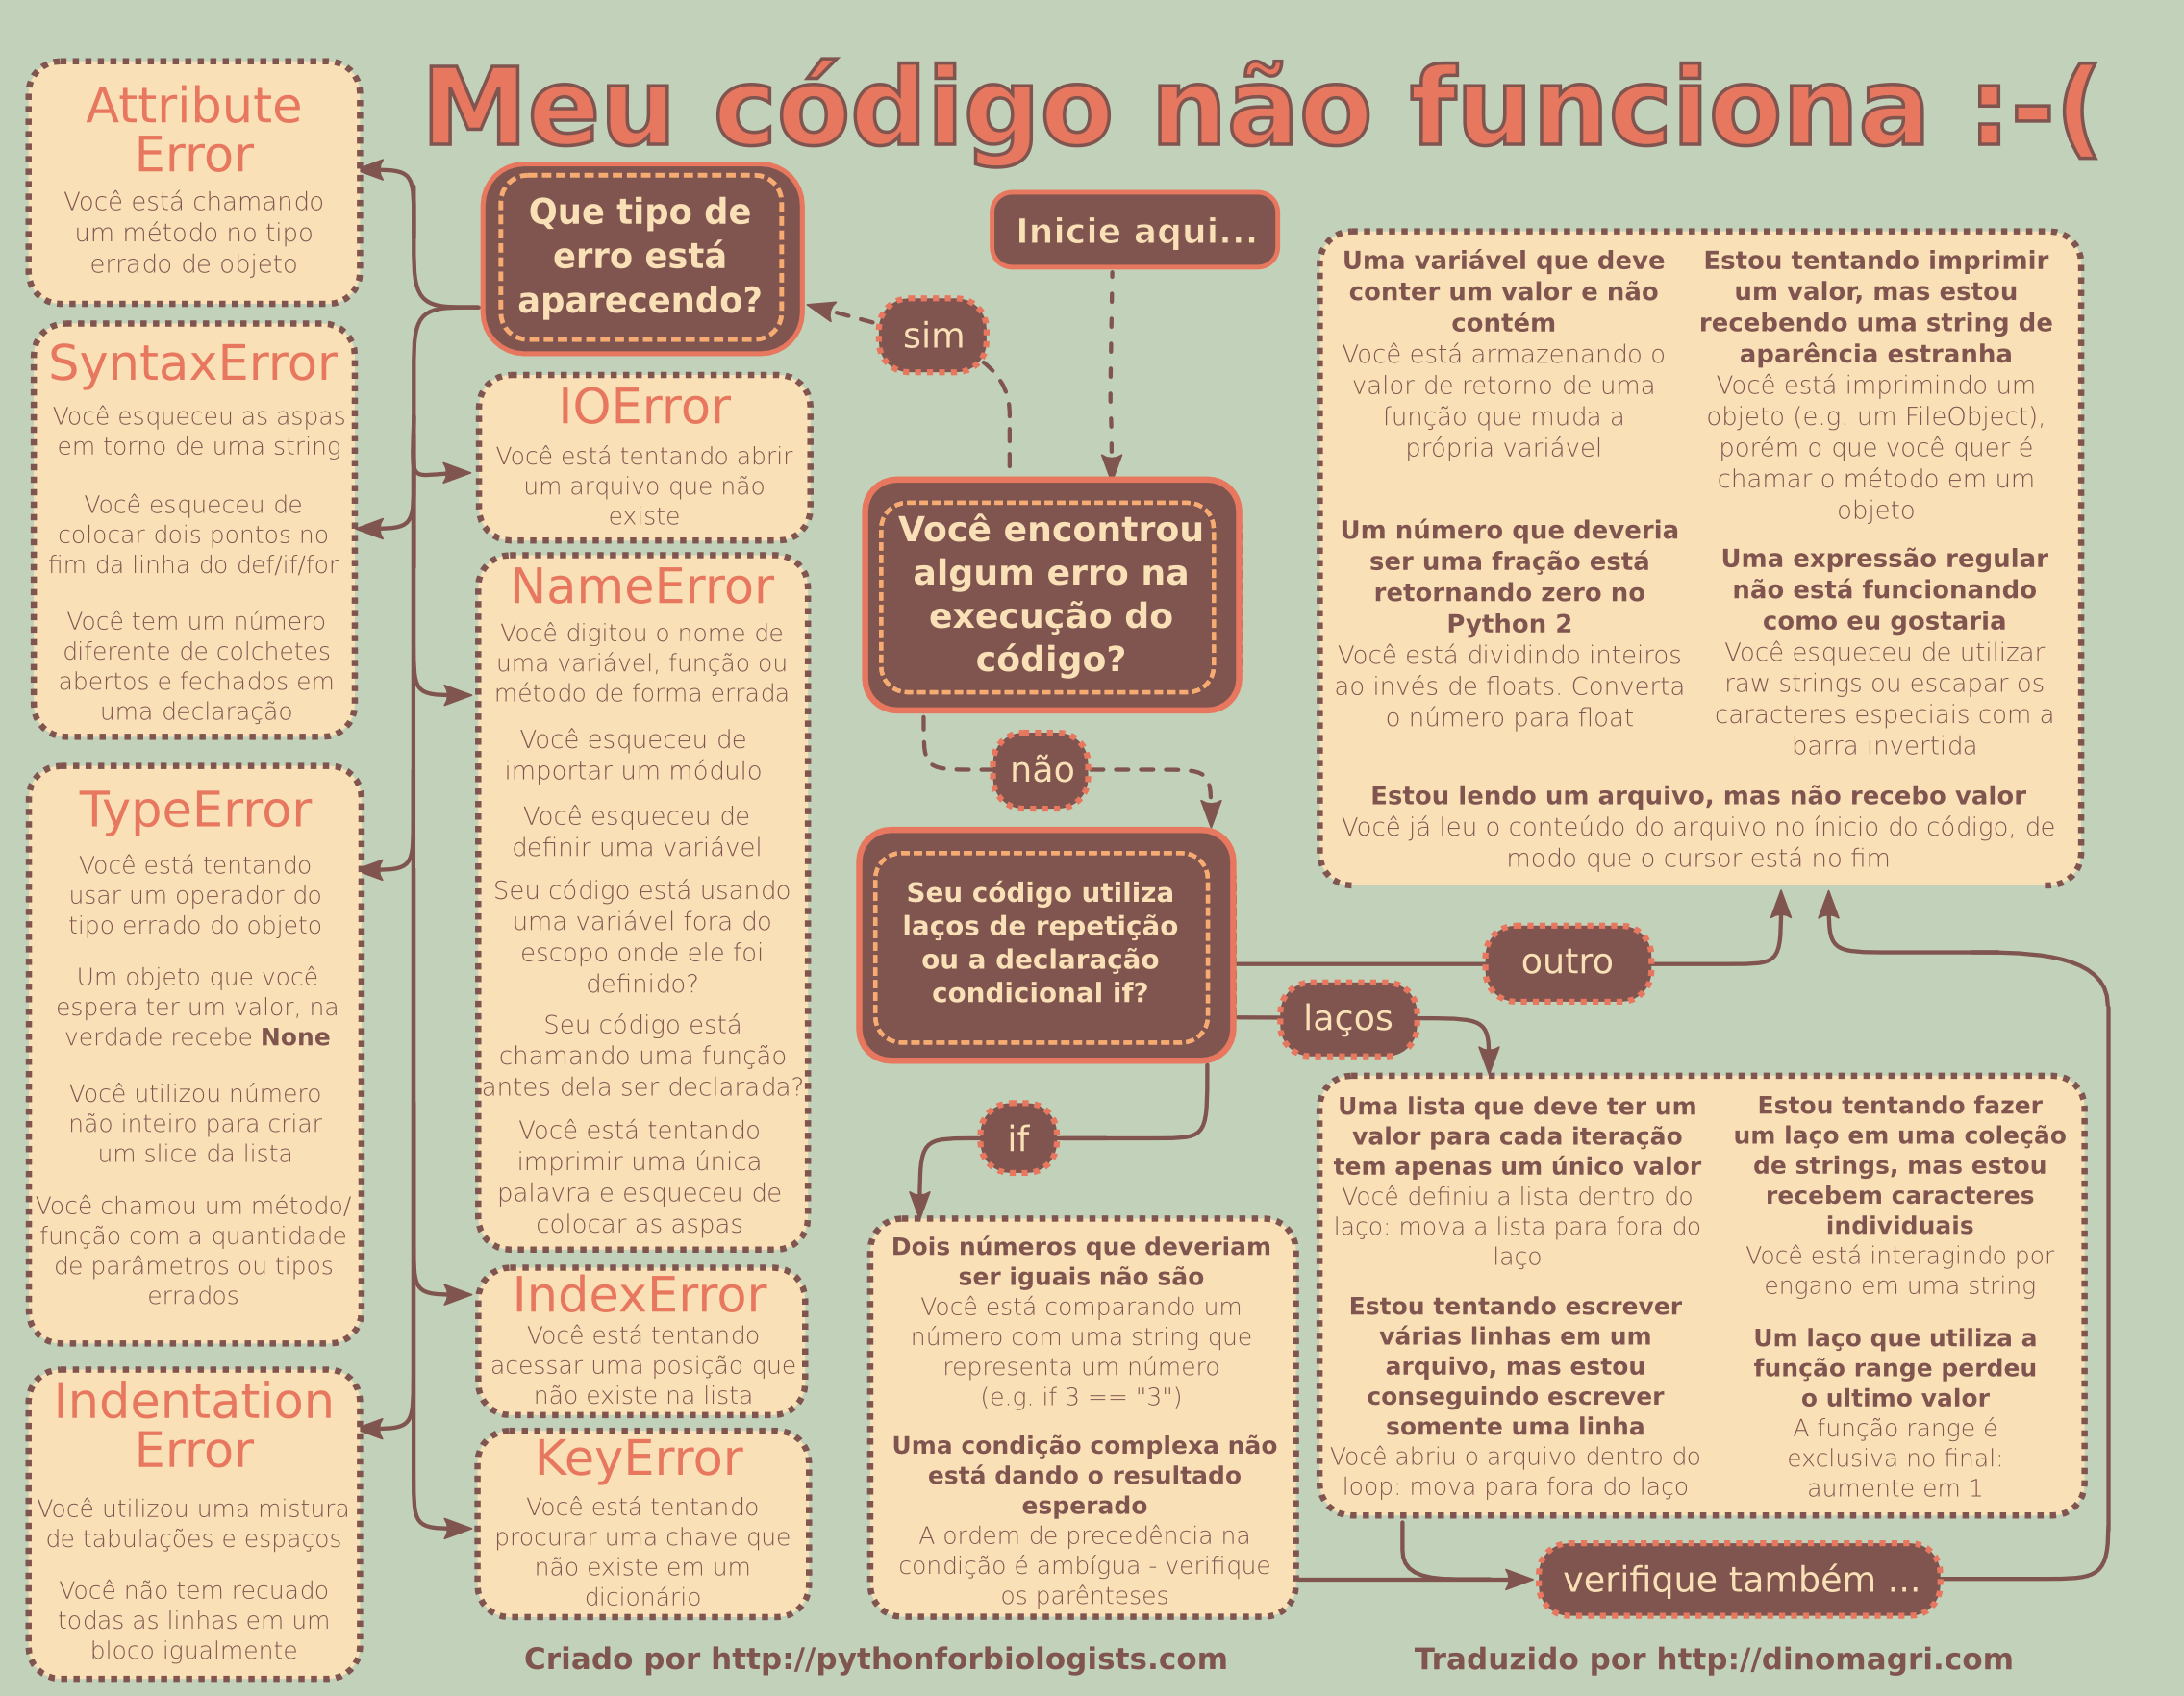 Meu código não funciona :-(
Attribute
Error
Você está chamando
um método no tipo
errado de objeto
SyntaxError
Você esqueceu as aspas
em torno de uma string
Você esqueceu de
colocar dois pontos no
fim da linha do def/if/for
Você tem um número
diferente de colchetes
abertos e fechados em
uma declaração
TypeError
Você está tentando
usar um operador do
tipo errado do objeto
Um objeto que você
espera ter um valor, na
verdade recebe None
Você utilizou número
não inteiro para criar
um slice da lista
Você chamou um método/
função com a quantidade
de parâmetros ou tipos
errados
Indentation
Error
Você utilizou uma mistura
de tabulações e espaços
Você não tem recuado
todas as linhas em um
bloco igualmente
Que tipo de
erro está
aparecendo?
IOError
Você está tentando abrir
um arquivo que não
existe
NameError
Você digitou o nome de
uma variável, função ou
método de forma errada
Você esqueceu de
importar um módulo
Você esqueceu de
definir uma variável
Seu código está usando
uma variável fora do
escopo onde ele foi
definido?
Seu código está
chamando uma função
antes dela ser declarada?
Você está tentando
imprimir uma única
palavra e esqueceu de
colocar as aspas
IndexError
Você está tentando
acessar uma posição que
não existe na lista
KeyError
Você está tentando
procurar uma chave que
não existe em um
dicionário
Inicie aqui...
sim
Você encontrou
algum erro na
execução do
código?
não
Seu código utiliza
laços de repetição
ou a declaração
condicional if?
outro
laços
if
Dois números que deveriam
ser iguais não são
Você está comparando um
número com uma string que
representa um número
(e.g. if 3 == "3")
Uma condição complexa não
está dando o resultado
esperado
A ordem de precedência na
condição é ambígua - verifique
os parênteses
Uma variável que deve
conter um valor e não
contém
Você está armazenando o
valor de retorno de uma
função que muda a
própria variável
Um número que deveria
ser uma fração está
retornando zero no
Python 2
Você está dividindo inteiros
ao invés de floats. Converta
o número para float
Estou tentando imprimir
um valor, mas estou
recebendo uma string de
aparência estranha
Você está imprimindo um
objeto (e.g. um FileObject),
porém o que você quer é
chamar o método em um
objeto
Uma expressão regular
não está funcionando
como eu gostaria
Você esqueceu de utilizar
raw strings ou escapar os
caracteres especiais com a
barra invertida
Estou lendo um arquivo, mas não recebo valor
Você já leu o conteúdo do arquivo no ínicio do código, de
modo que o cursor está no fim
Uma lista que deve ter um
valor para cada iteração
tem apenas um único valor
Você definiu a lista dentro do
laço: mova a lista para fora do
laço
Estou tentando escrever
várias linhas em um
arquivo, mas estou
conseguindo escrever
somente uma linha
Você abriu o arquivo dentro do
loop: mova para fora do laço
Estou tentando fazer
um laço em uma coleção
de strings, mas estou
recebem caracteres
individuais
Você está interagindo por
engano em uma string
Um laço que utiliza a
função range perdeu
o ultimo valor
A função range é
exclusiva no final:
aumente em 1
verifique também ...
Criado por http://pythonforbiologists.com
Traduzido por http://dinomagri.com